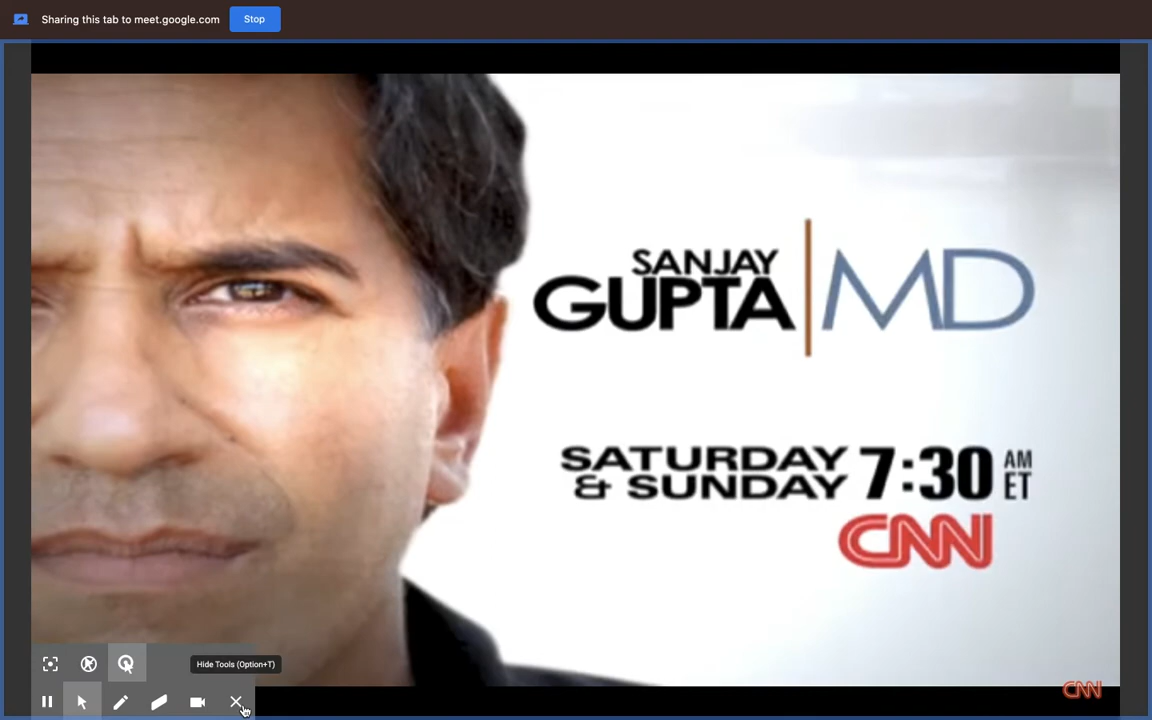 Sharing this tab to meet.google.com
Stop
SANJAY
GUPTA MD
SATURDAY
& SUNDAY 7:30 AM ET
CNN
Hide Tools (Option+T)
CNN